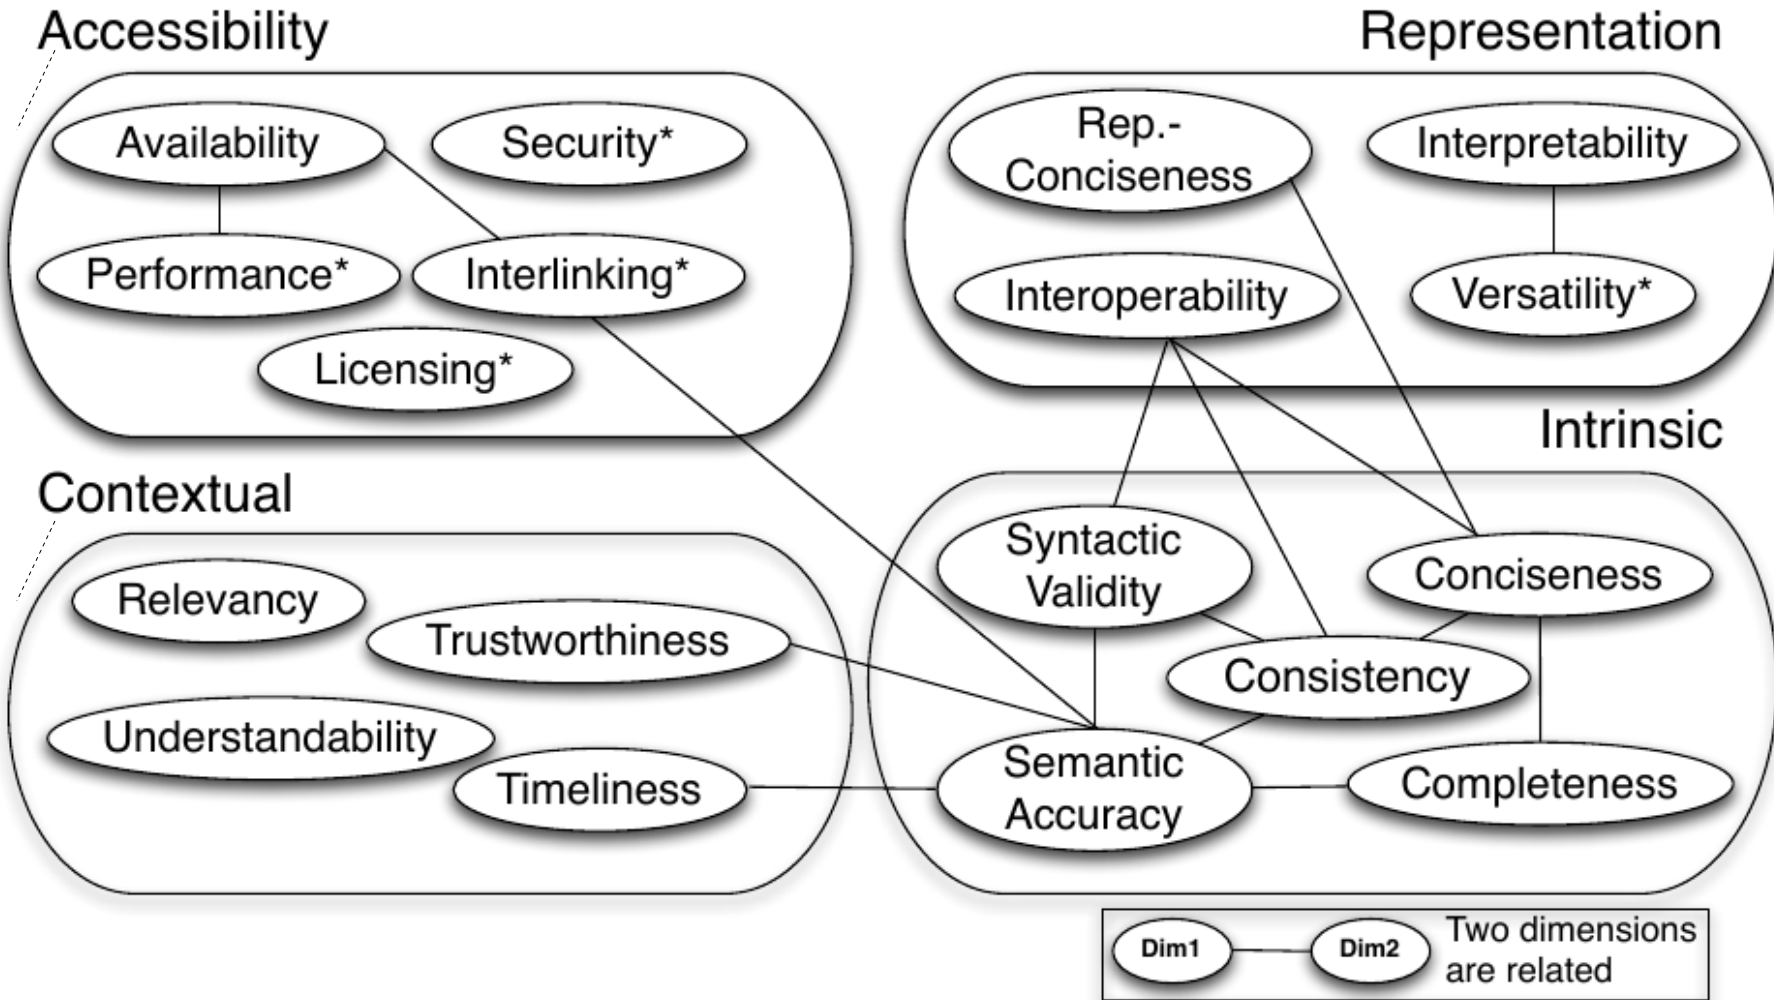 Accessibility
Availability
Security*
Performance*
Interlinking*
Licensing*
Representation
Rep.-
Conciseness
Interpretability
Interoperability
Versatility*
Contextual
Relevancy
Trustworthiness
Understandability
Timeliness
Intrinsic
Syntactic
Validity
Conciseness
Consistency
Semantic
Accuracy
Completeness
Dim1
Dim2
Two dimensions
are related